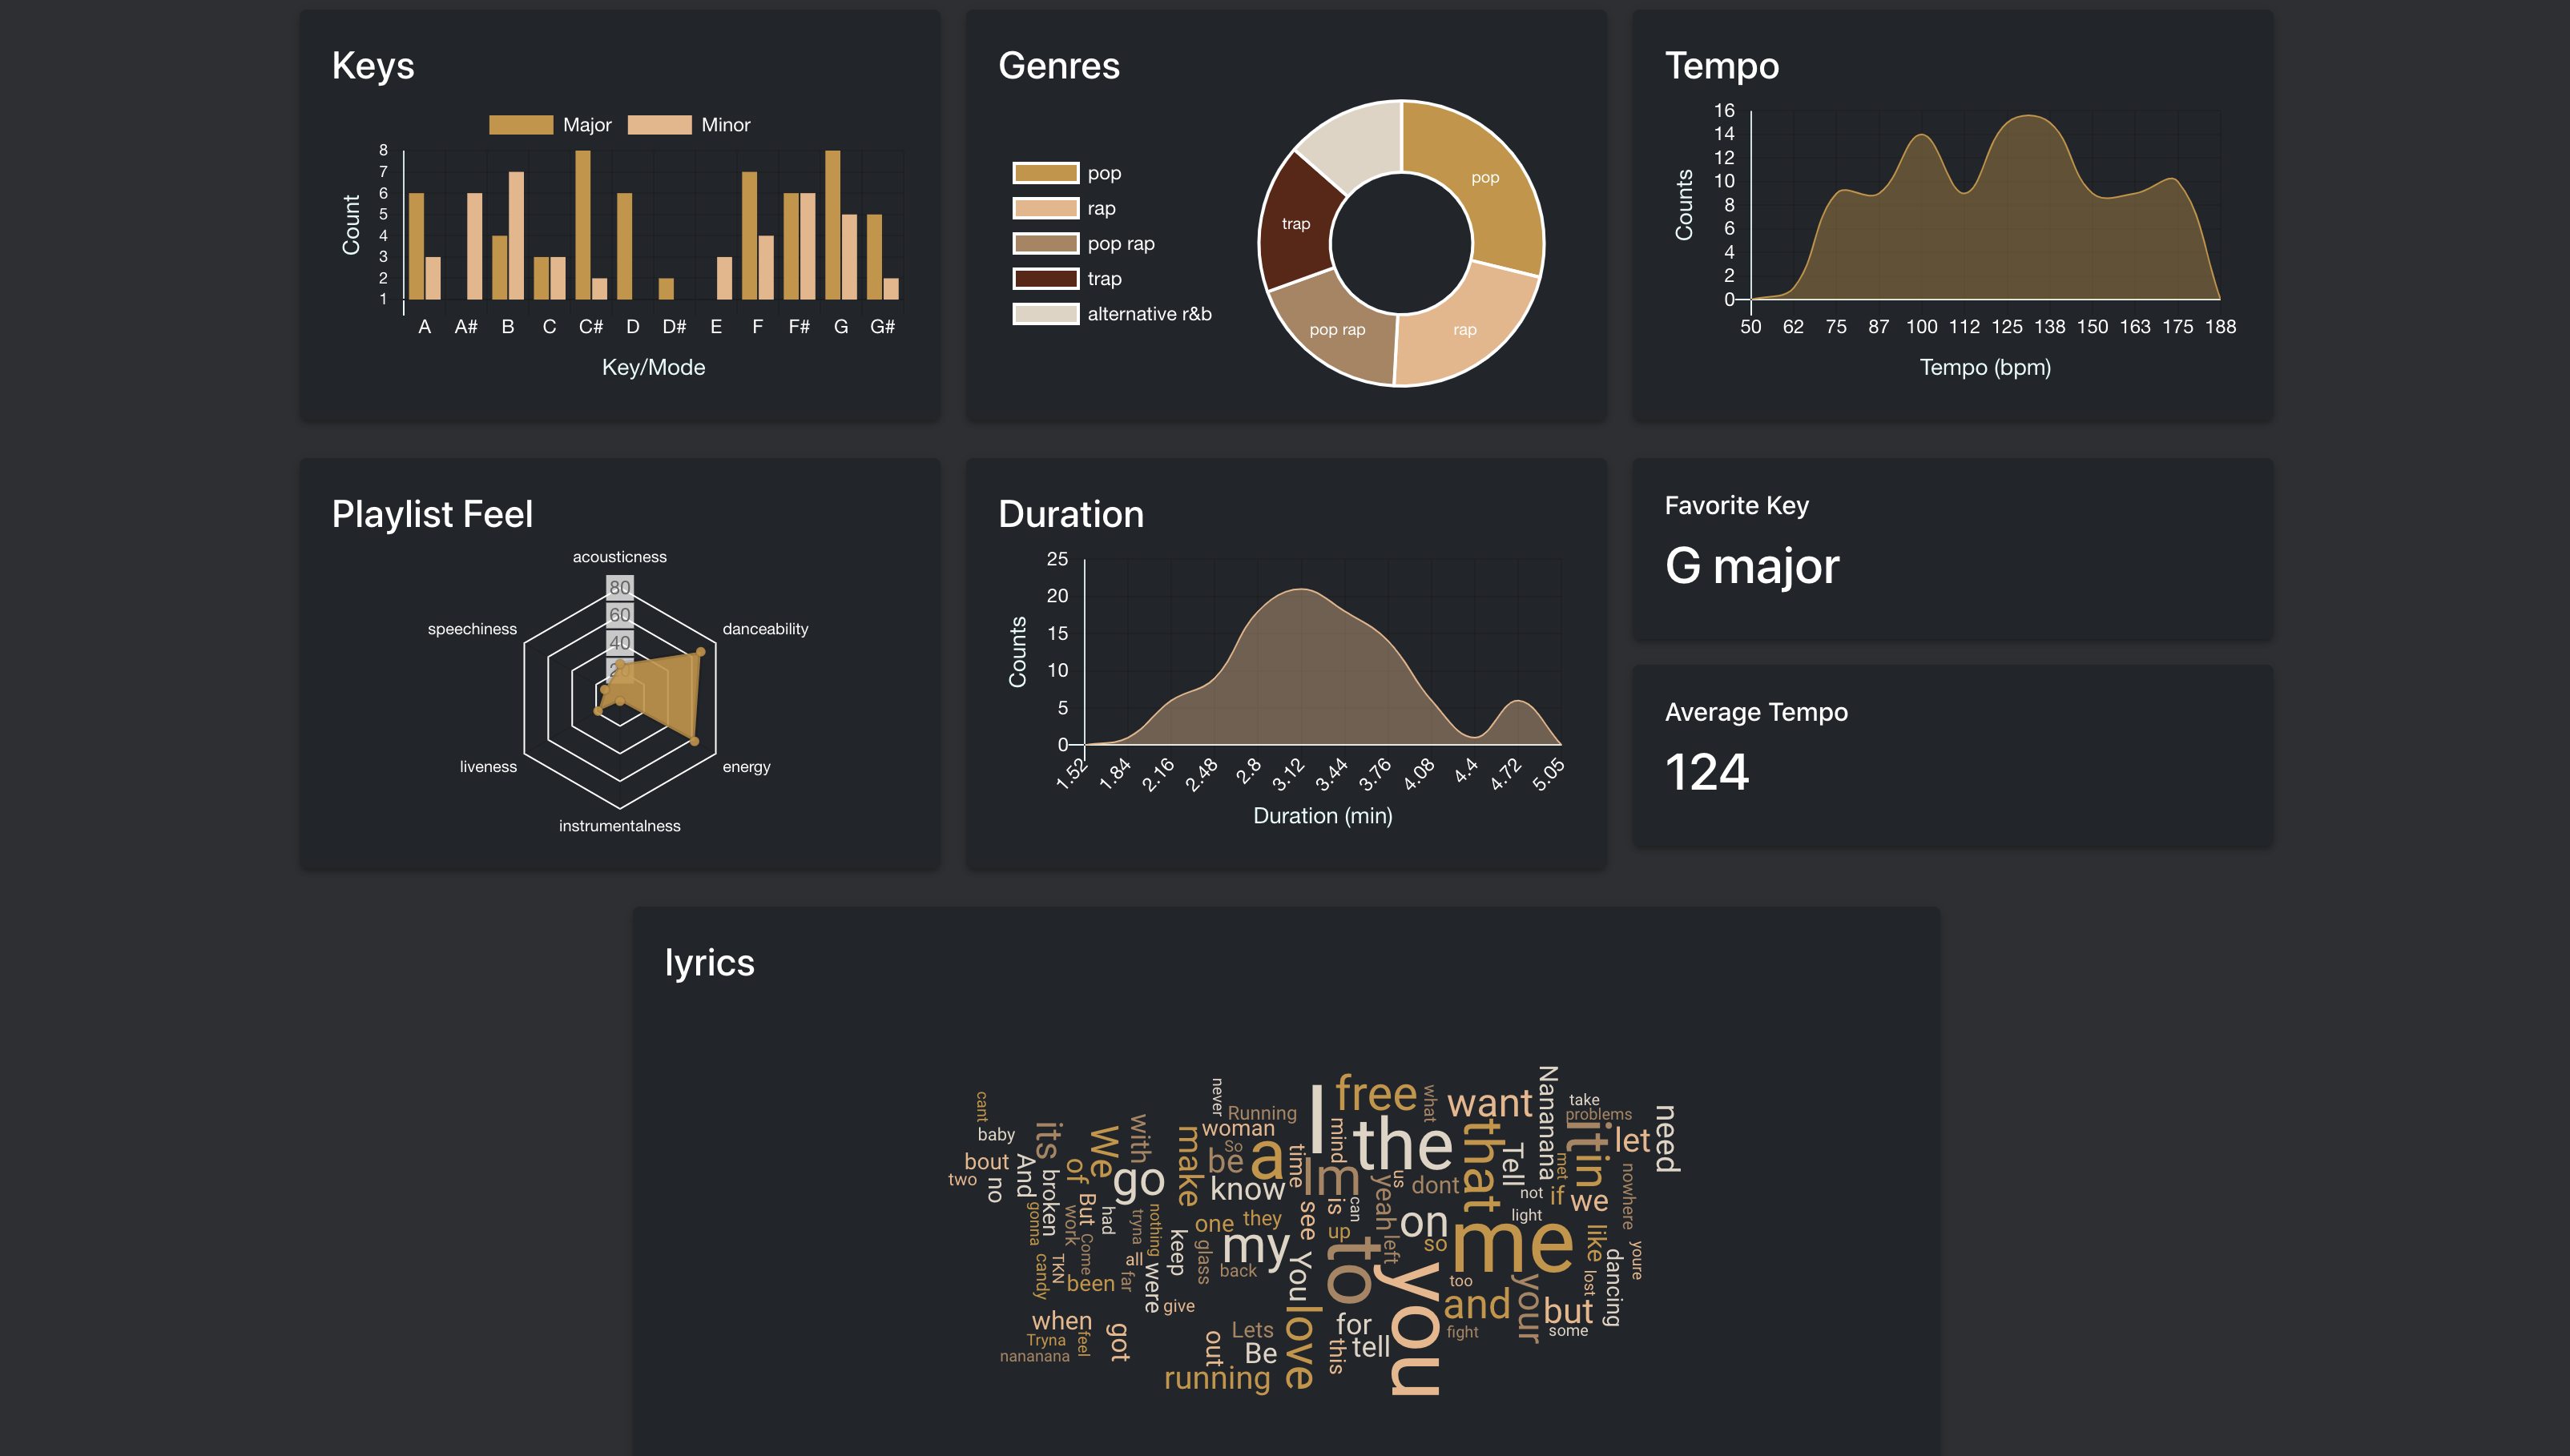 Keys
Major Minor
8
7
6
5
4
3
2
1
Count
A A# B C C# D D# E F F# G G#
Key/Mode
Genres
pop
rap
pop rap
trap
alternative r&b
pop
trap
pop rap
rap
Tempo
16
14
12
10
8
6
4
2
0
Counts
50 62 75 87 100 112 125 138 150 163 175 188
Tempo (bpm)
Playlist Feel
acousticness
80
60
40
speechiness
danceability
liveness
energy
instrumentalness
Duration
25
20
15
10
5
0
Counts
1.52 1.84 2.16 2.48 2.8 3.12 3.44 3.76 4.08 4.4 4.72 5.05
Duration (min)
Favorite Key
G major
Average Tempo
124
lyrics
cant
baby
bout
two
no
And
its
broken
of
We
with
go
But
had
work
Come
gonna
candy
TKN
been
far
all
were
tryna
nothing
give
keep
when
Tryna
feel
nananana
got
never
Running
woman
So
be
a
make
know
time
I
free
what
want
Nananana
take
problems
need
mind
the
that
Tell
It
in
let
Im
us
dont
yeah
met
not
if
we
nowhere
is
can
light
one
they
see
up
on
left
so
me
like
youre
glass
my
back
You
to
you
too
and
your
lost
dancing
but
some
fight
love
for
tell
this
Lets
Be
out
running